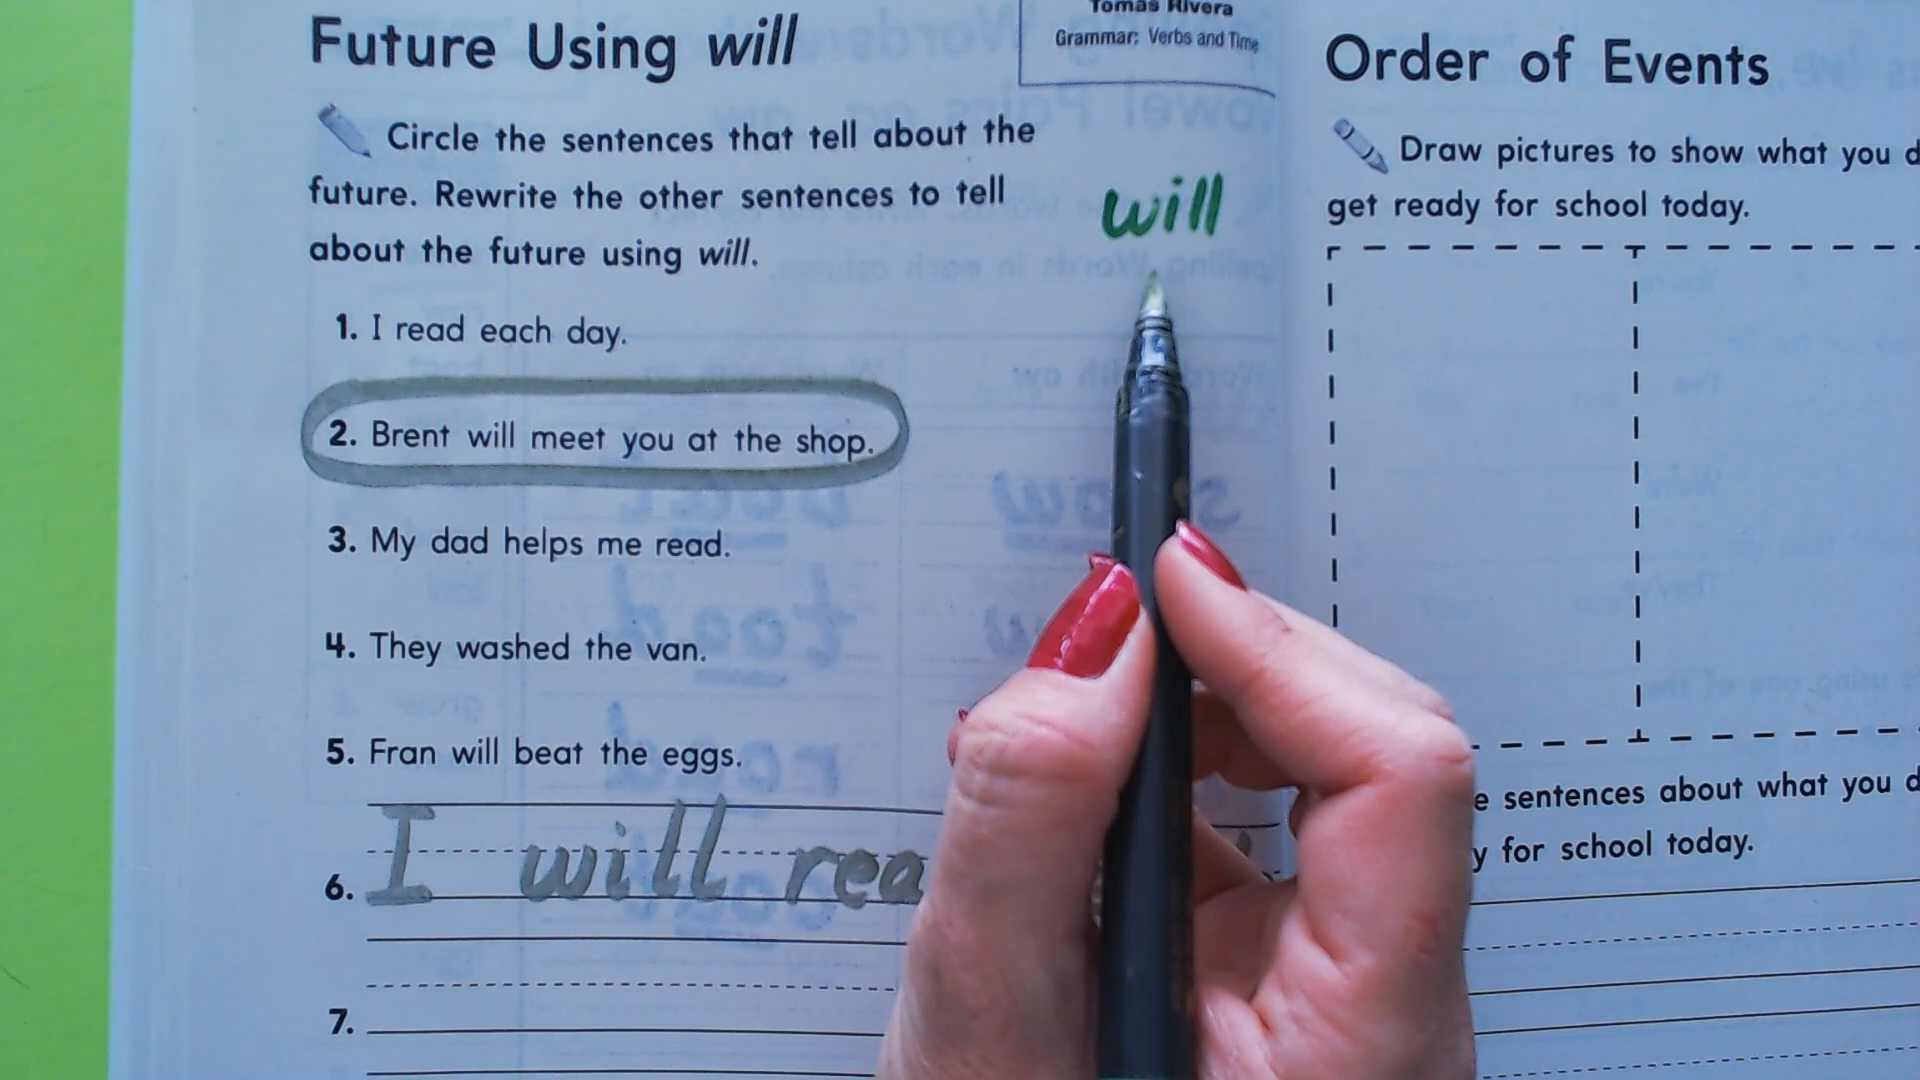 Future Using will
Tomás Rivera
Grammar: Verbs and Time
Circle the sentences that tell about the
future. Rewrite the other sentences to tell
about the future using will.
will
1. I read each day.
2. Brent will meet you at the shop.
3. My dad helps me read.
4. They washed the van.
5. Fran will beat the eggs.
6. I will
7.
Order of Events
Draw pictures to show what you
get ready for school today.
sentences about what you
for school today.